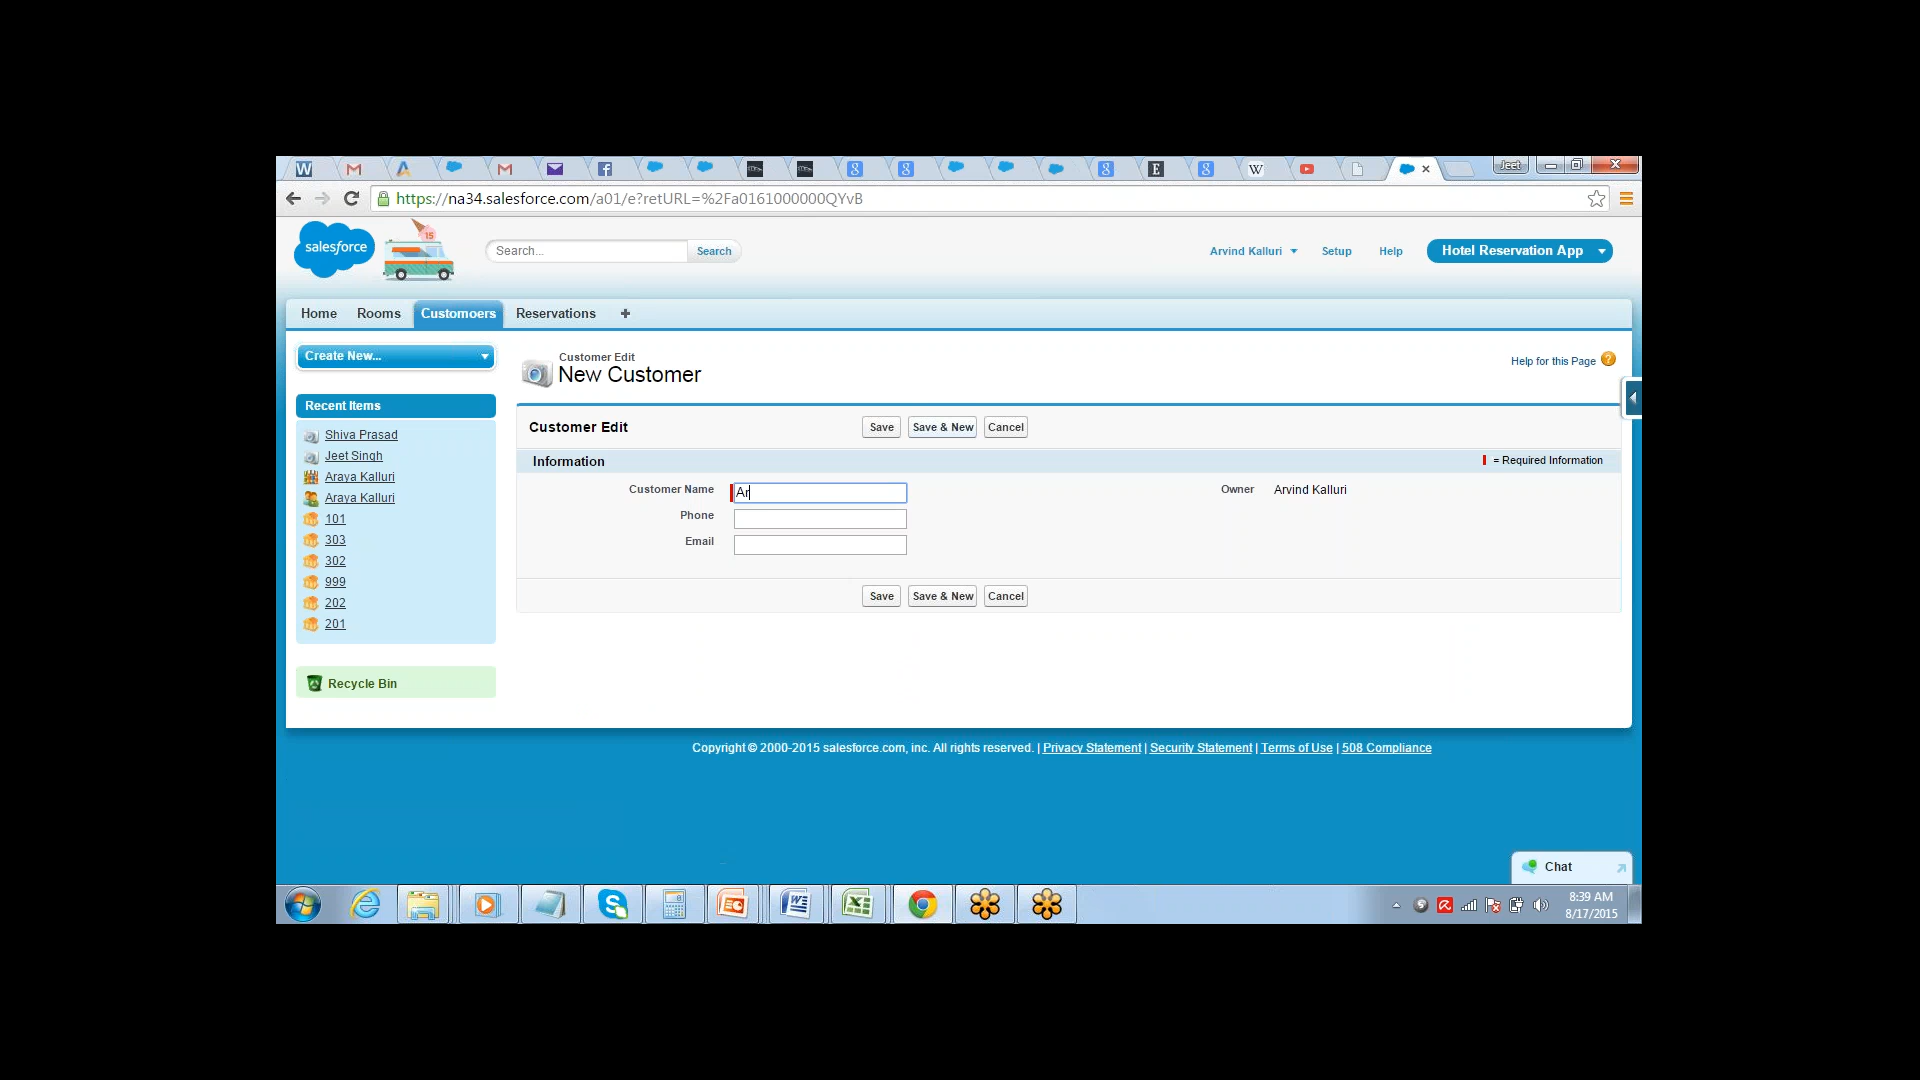 Jeet
https://na34.salesforce.com/a01/e?retURL=%2Fa0161000000QYvB
salesforce
15
Search...
Search
Arvind Kalluri
Setup
Help
Hotel Reservation App
Home
Rooms
Customoers
Reservations
Create New...
Customer Edit
New Customer
Help for this Page
Recent Items
Shiva Prasad
Jeet Singh
Araya Kalluri
Araya Kalluri
101
303
302
999
202
201
Recycle Bin
Customer Edit
Save
Save & New
Cancel
Information
= Required Information
Customer Name
Ar
Owner
Arvind Kalluri
Phone
Email
Save
Save & New
Cancel
Copyright © 2000-2015 salesforce.com, inc. All rights reserved. | Privacy Statement | Security Statement | Terms of Use | 508 Compliance
Chat
8:39 AM
8/17/2015